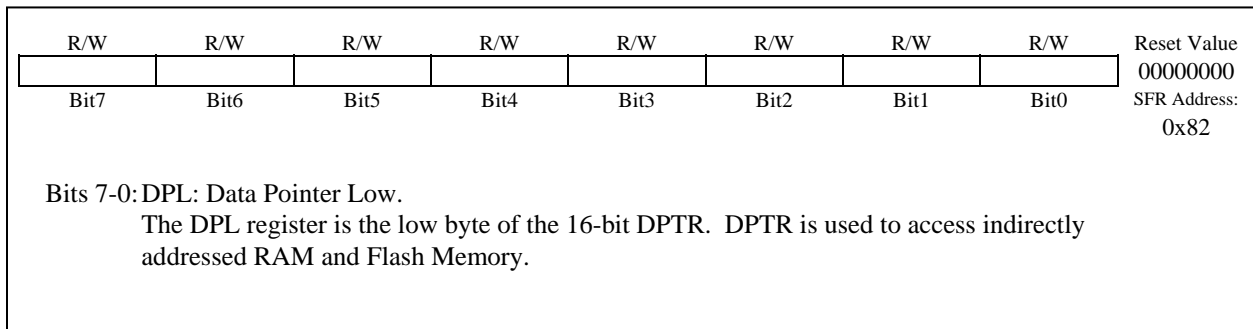 R/W R/W R/W R/W R/W R/W R/W R/W Reset Value
00000000
Bit7 Bit6 Bit5 Bit4 Bit3 Bit2 Bit1 Bit0 SFR Address:
0x82
Bits 7-0: DPL: Data Pointer Low.
The DPL register is the low byte of the 16-bit DPTR. DPTR is used to access indirectly
addressed RAM and Flash Memory.